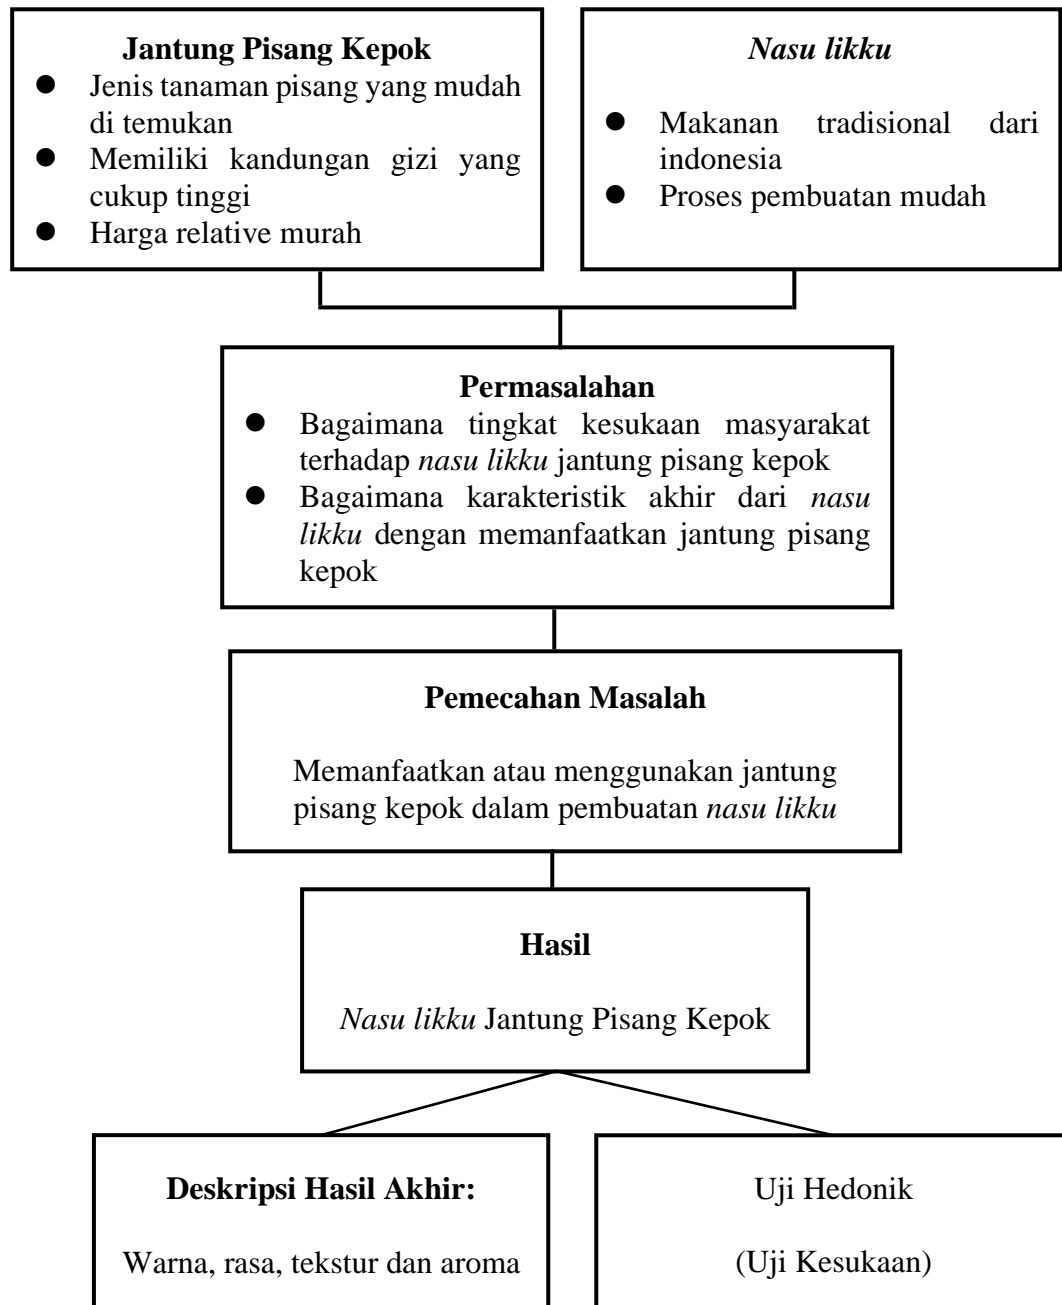 Jantung Pisang Kepok
● Jenis tanaman pisang yang mudah
di temukan
● Memiliki kandungan gizi yang
cukup tinggi
● Harga relative murah
Nasu likku
● Makanan tradisional dari
indonesia
● Proses pembuatan mudah
Permasalahan
● Bagaimana tingkat kesukaan masyarakat
terhadap nasu likku jantung pisang kepok
● Bagaimana karakteristik akhir dari nasu
likku dengan memanfaatkan jantung pisang
kepok
Pemecahan Masalah
Memanfaatkan atau menggunakan jantung
pisang kepok dalam pembuatan nasu likku
Hasil
Nasu likku Jantung Pisang Kepok
Deskripsi Hasil Akhir:
Warna, rasa, tekstur dan aroma
Uji Hedonik
(Uji Kesukaan)